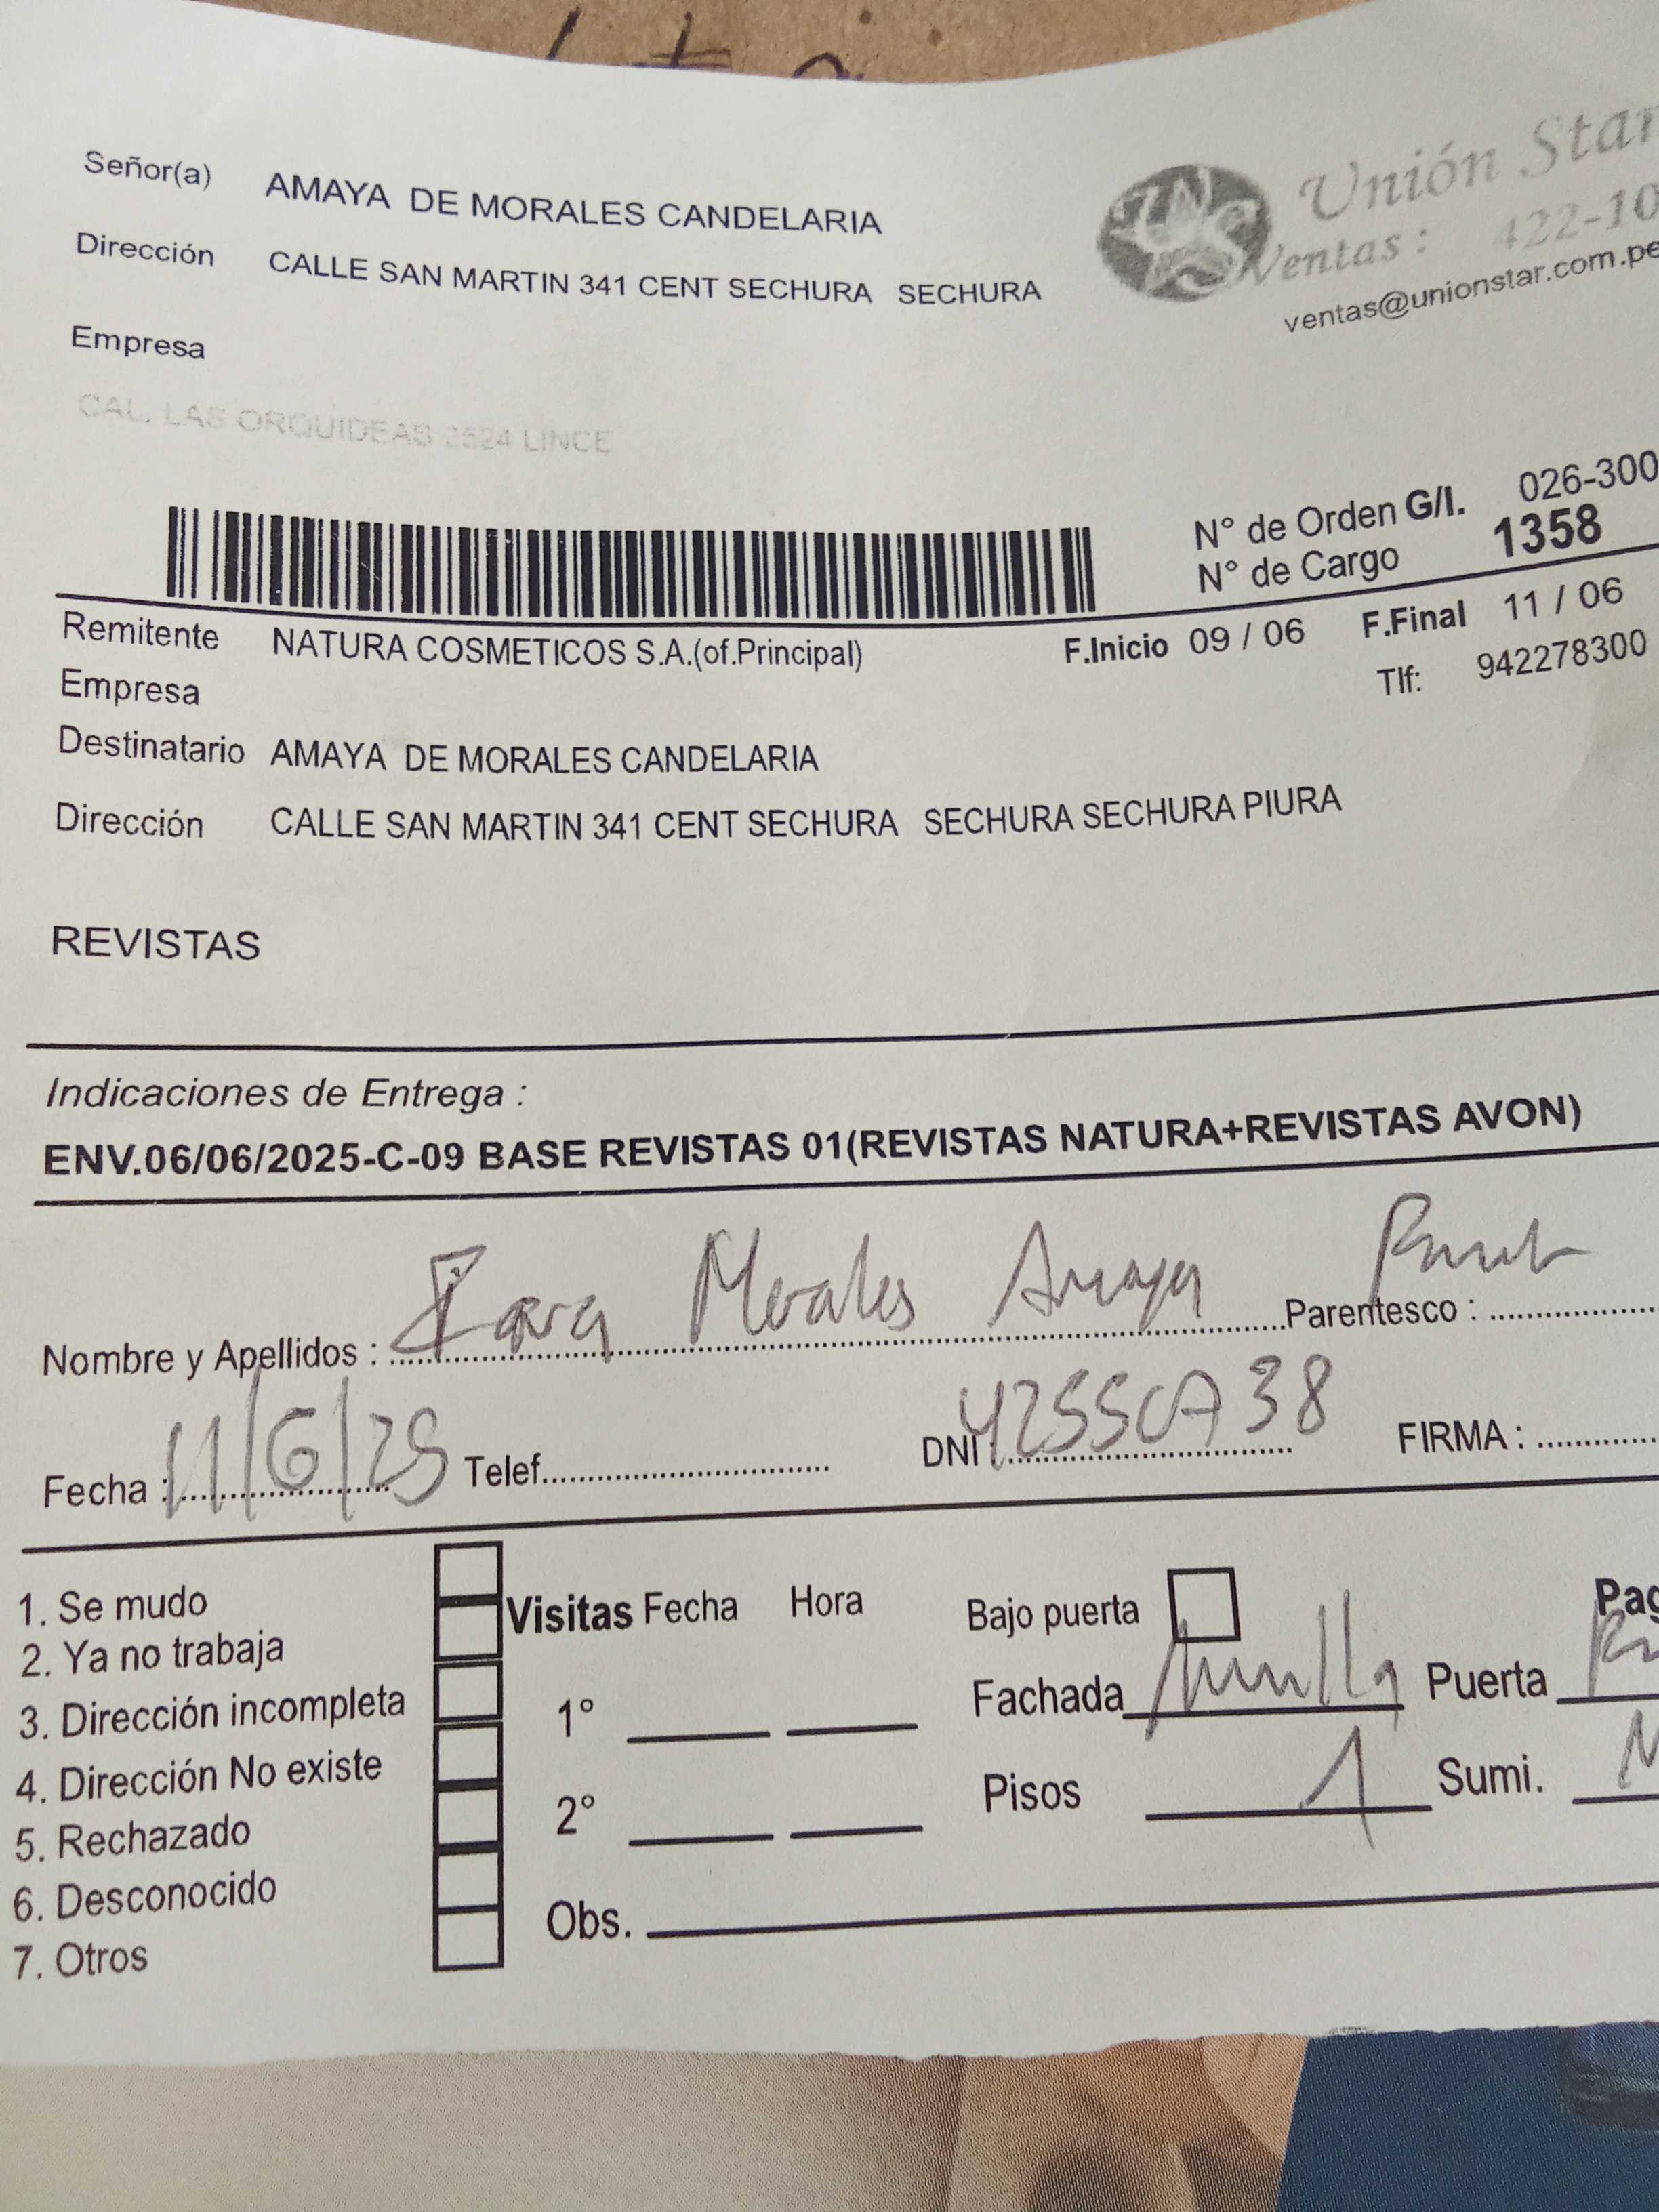 Señor(a) AMAYA DE MORALES CANDELARIA
Unión Star
Dirección CALLE SAN MARTIN 341 CENT SECHURA SECHURA
Ventas : 422-10
ventas@unionstar.com.pe
Empresa
CAL. LAS ORQUIDEAS 2624 LINCE
N° de Orden G/I. 026-300
N° de Cargo 1358
Remitente NATURA COSMETICOS S.A.(of.Principal) F.Inicio 09 / 06 F.Final 11 / 06
Empresa Tlf: 942278300
Destinatario AMAYA DE MORALES CANDELARIA
Dirección CALLE SAN MARTIN 341 CENT SECHURA SECHURA SECHURA PIURA
REVISTAS
Indicaciones de Entrega :
ENV.06/06/2025-C-09 BASE REVISTAS 01(REVISTAS NATURA+REVISTAS AVON)
Nombre y Apellidos : Morales Amaya Parentesco :
Fecha : 11/6/25 Telef. DNI : FIRMA :
1. Se mudo
2. Ya no trabaja
3. Dirección incompleta
4. Dirección No existe
5. Rechazado
6. Desconocido
7. Otros
Visitas Fecha Hora
1°
2°
Obs.
Bajo puerta Pag
Fachada Puerta
Pisos 1 Sumi.